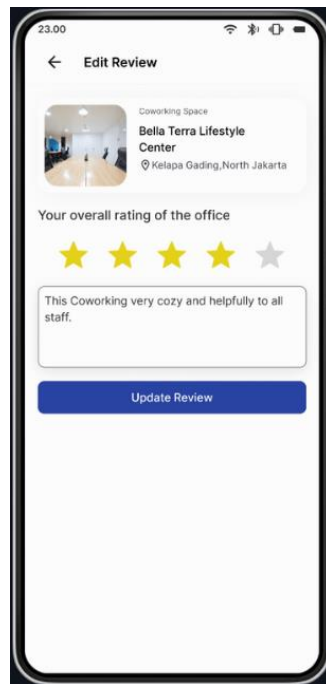 23.00
Edit Review
Coworking Space
Bella Terra Lifestyle
Center
Kelapa Gading,North Jakarta
Your overall rating of the office
This Coworking very cozy and helpfully to all
staff.
Update Review